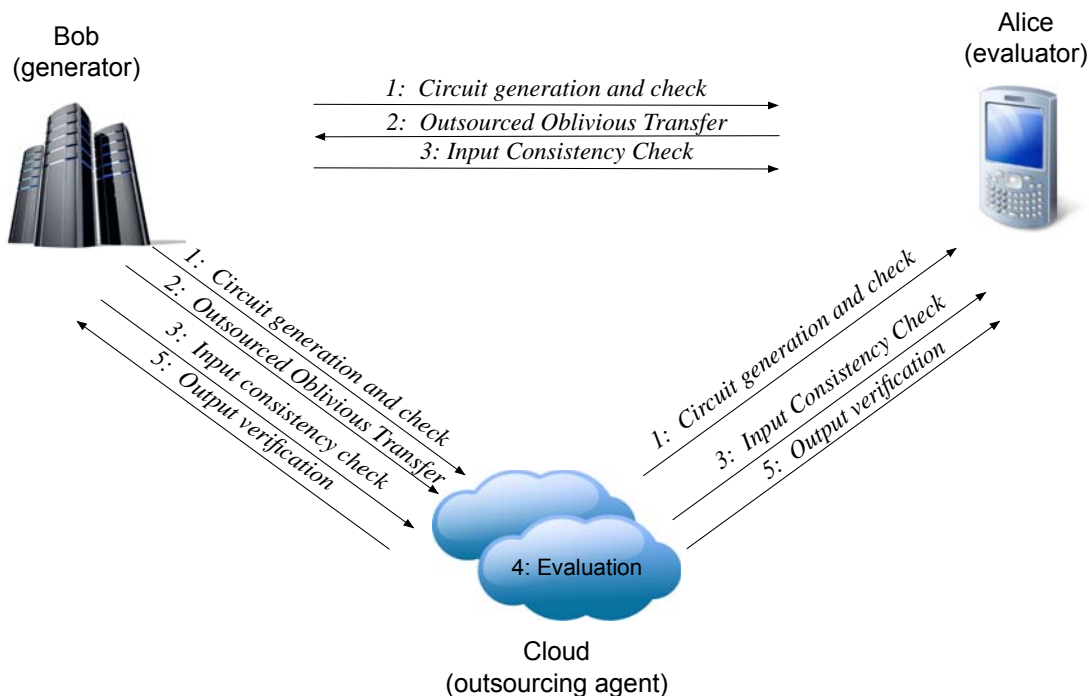 Bob
(generator)
Alice
(evaluator)
1: Circuit generation and check
2: Outsourced Oblivious Transfer
3: Input Consistency Check
1: Circuit generation and check
2: Outsourced Oblivious Transfer
3: Input consistency check
5: Output verification
1: Circuit generation and check
3: Input Consistency Check
5: Output verification
4: Evaluation
Cloud
(outsourcing agent)